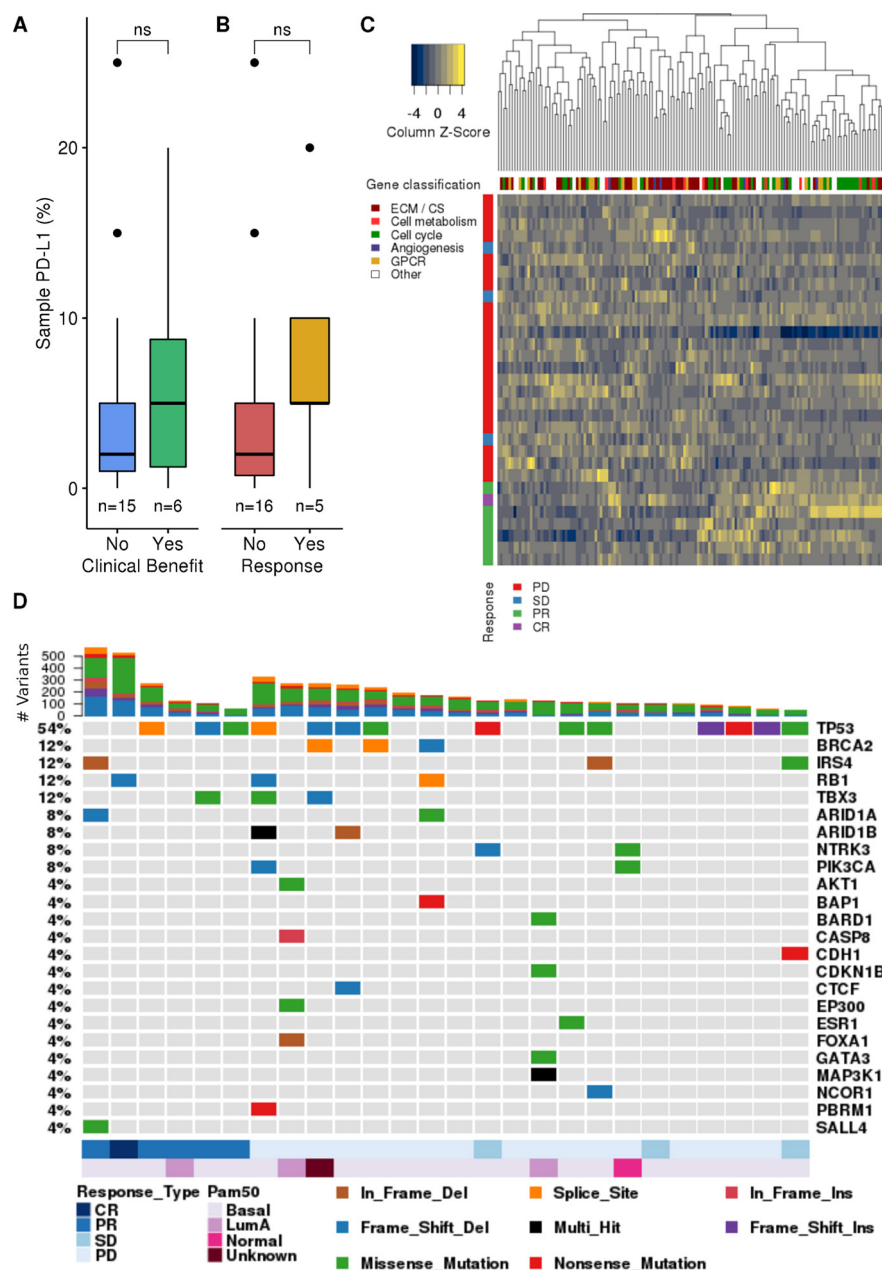 A
B
C
ns
ns
20
10
0
Sample PD-L1 (%)
n=15
n=6
n=16
n=5
No
Yes
No
Yes
Clinical Benefit
Response
-4
0
4
Column Z-Score
Gene classification
ECM / CS
Cell metabolism
Cell cycle
Angiogenesis
GPCR
Other
Response
PD
SD
PR
CR
D
# Variants
500
400
300
200
100
0
54% TP53
12% BRCA2
12% IRS4
12% RB1
12% TBX3
8% ARID1A
8% ARID1B
8% NTRK3
8% PIK3CA
4% AKT1
4% BAP1
4% BARD1
4% CASP8
4% CDH1
4% CDKN1B
4% CTCF
4% EP300
4% ESR1
4% FOXA1
4% GATA3
4% MAP3K1
4% NCOR1
4% PBRM1
4% SALL4
Response_Type
CR
PR
SD
PD
Pam50
Basal
LumA
Normal
Unknown
In_Frame_Del
Splice_Site
In_Frame_Ins
Frame_Shift_Del
Multi_Hit
Frame_Shift_Ins
Missense_Mutation
Nonsense_Mutation